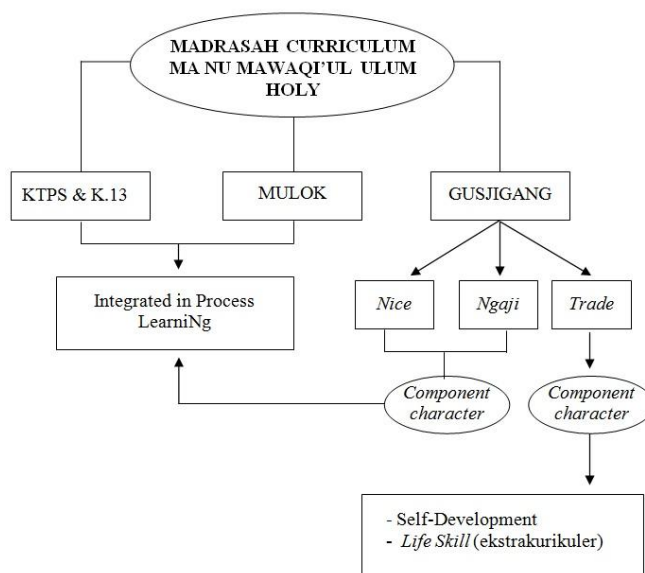 MADRASAH CURRICULUM
MA NU MAWAQI’UL ULUM
HOLY
KTPS & K.13
MULOK
GUSJIGANG
Integrated in Process
LearniNg
Nice
Ngaji
Trade
Component
character
Component
character
- Self-Development
- Life Skill (ekstrakurikuler)